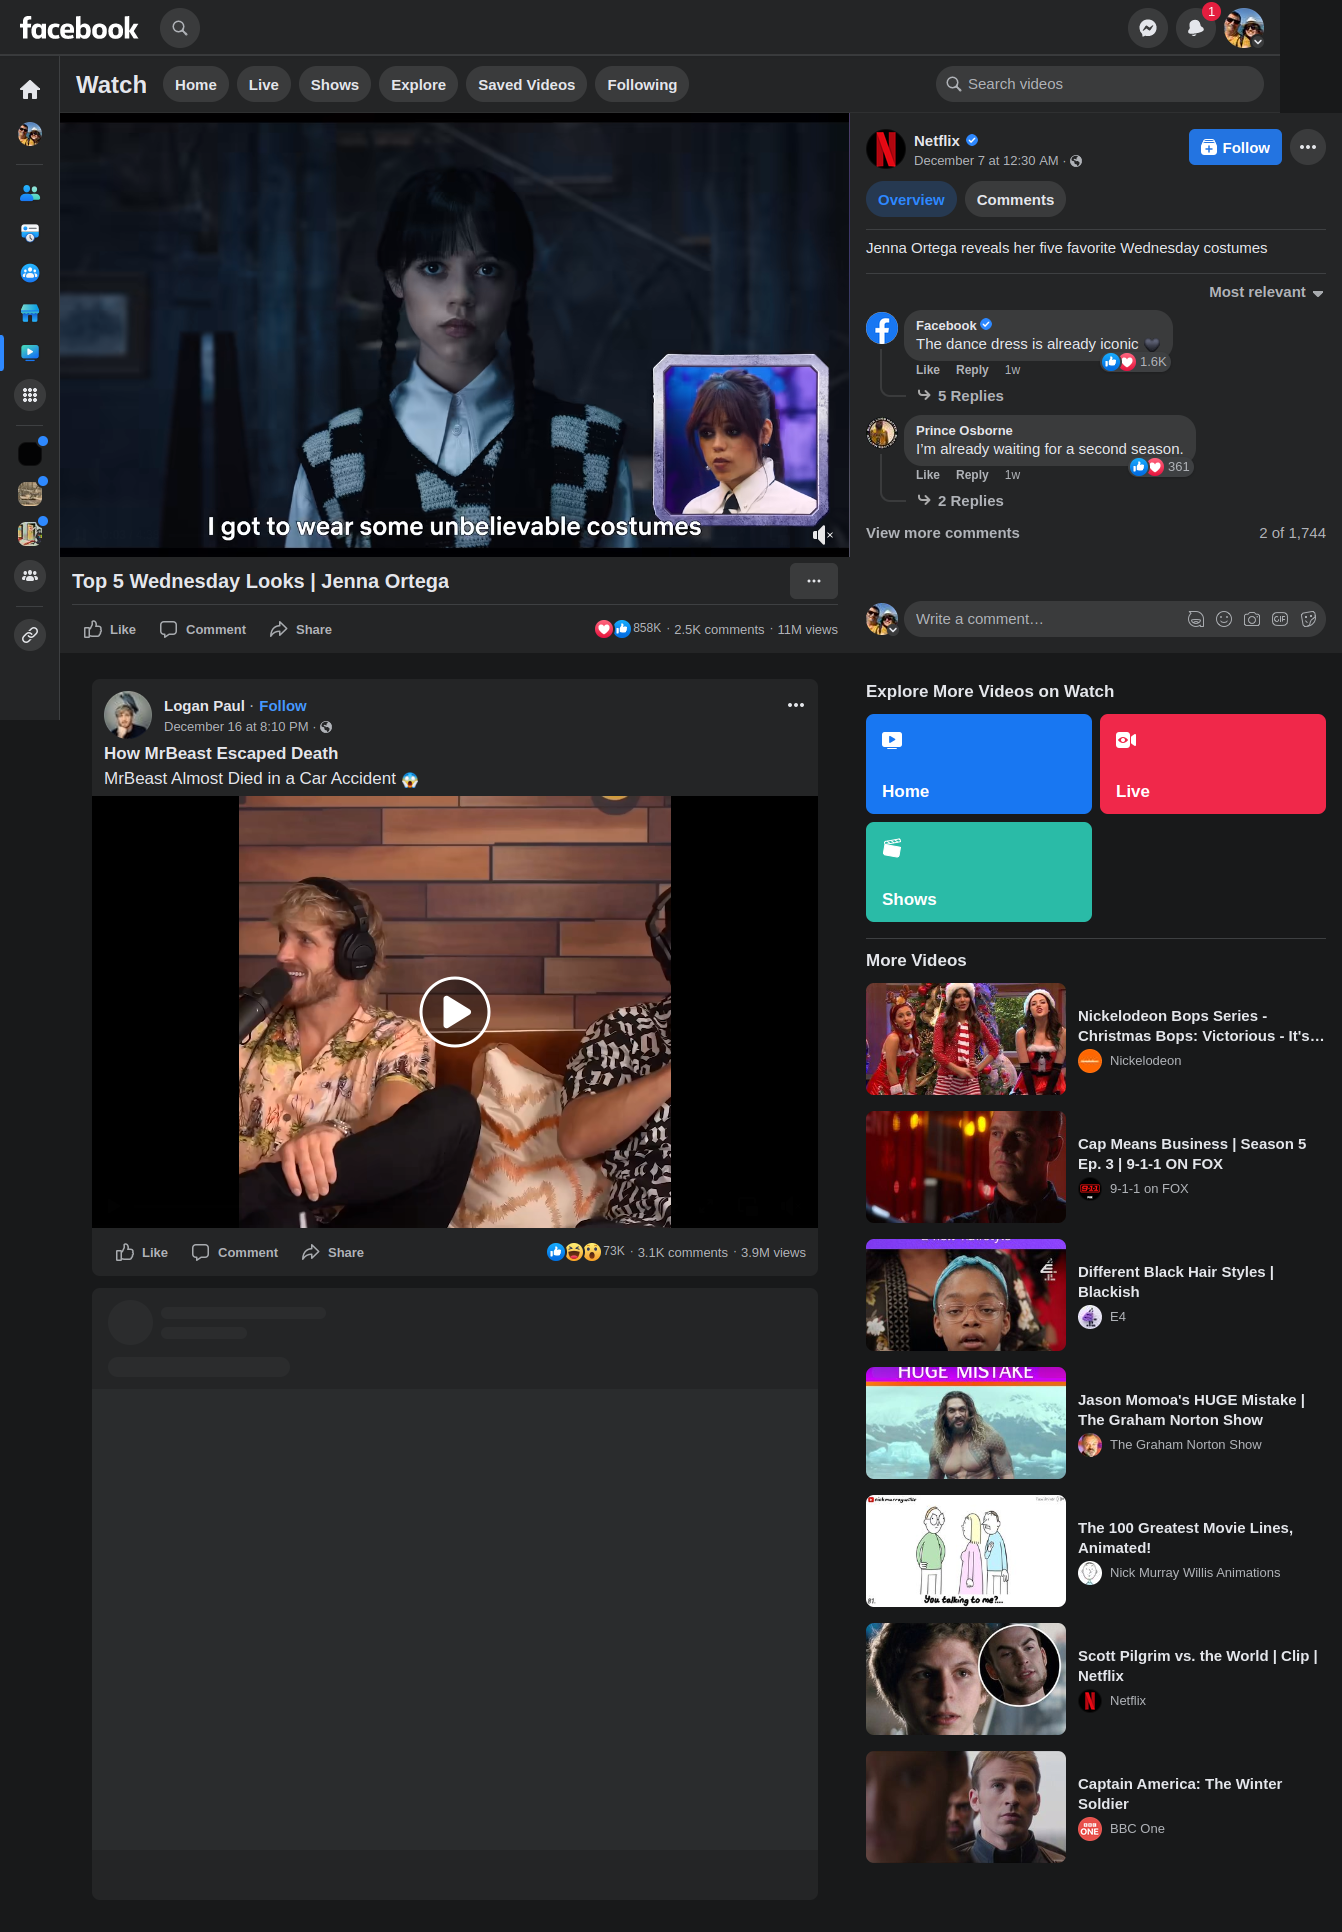 facebook
1
Watch
Home
Live
Shows
Explore
Saved Videos
Following
Search videos
I got to wear some unbelievable costumes
Netflix
December 7 at 12:30 AM ·
Follow
Overview
Comments
Jenna Ortega reveals her five favorite Wednesday costumes
Most relevant
Facebook
The dance dress is already iconic 🖤
1.6K
Like Reply 1w
5 Replies
Prince Osborne
I'm already waiting for a second season.
361
Like Reply 1w
2 Replies
View more comments
2 of 1,744
Write a comment…
GIF
Top 5 Wednesday Looks | Jenna Ortega
Like
Comment
Share
858K · 2.5K comments · 11M views
Logan Paul · Follow
December 16 at 8:10 PM ·
How MrBeast Escaped Death
MrBeast Almost Died in a Car Accident 😱
Like
Comment
Share
73K · 3.1K comments · 3.9M views
Explore More Videos on Watch
Home
Live
Shows
More Videos
Nickelodeon Bops Series -
Christmas Bops: Victorious - It's…
Nickelodeon
Cap Means Business | Season 5
Ep. 3 | 9-1-1 ON FOX
9-1-1 on FOX
Different Black Hair Styles |
Blackish
E4
HUGE MISTAKE
Jason Momoa's HUGE Mistake |
The Graham Norton Show
The Graham Norton Show
nickmurraywillis
81.
You talking to me?...
The 100 Greatest Movie Lines,
Animated!
Nick Murray Willis Animations
Scott Pilgrim vs. the World | Clip |
Netflix
Netflix
Captain America: The Winter
Soldier
BBC
ONE
BBC One